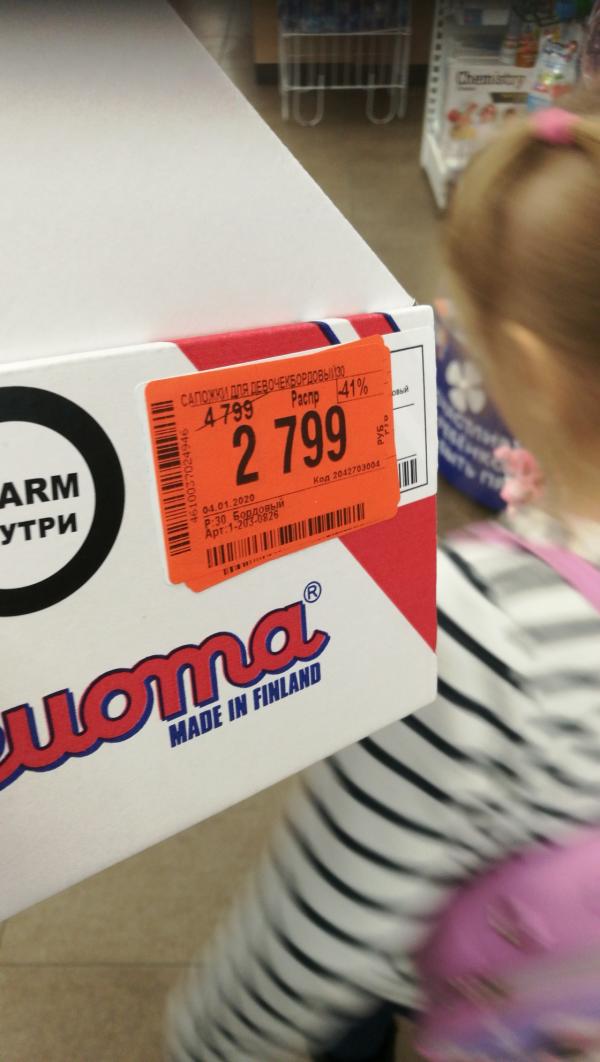 Chemistry
САПОЖКИ ДЛЯ ДЕВОЧЕКБОРДОВЫЙ30
4 799 Распр -41%
2 799 РУБ
Код 2042703004
4610037024946
04.01.2020
Р:30 Бордовый
Арт:1-203-0826
ARM
УТРИ
uoma®
MADE IN FINLAND